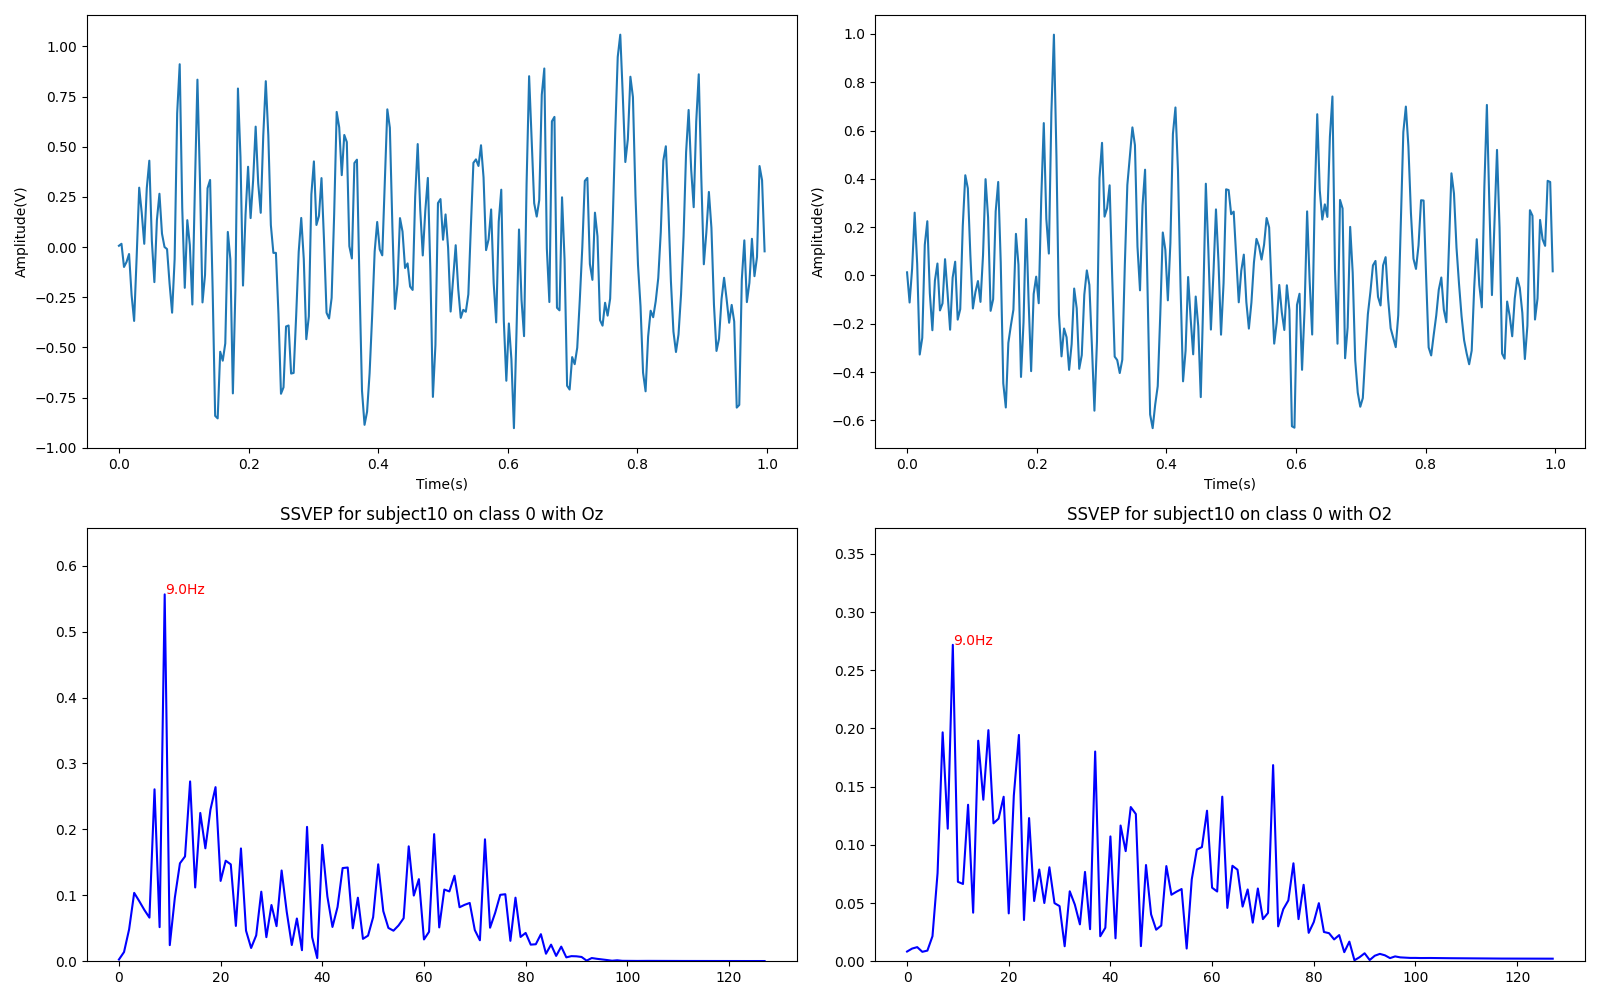 1.00
0.75
0.50
0.25
0.00
−0.25
−0.50
−0.75
−1.00
Amplitude(V)
0.0 0.2 0.4 0.6 0.8 1.0
Time(s)
1.0
0.8
0.6
0.4
0.2
0.0
−0.2
−0.4
−0.6
Amplitude(V)
0.0 0.2 0.4 0.6 0.8 1.0
Time(s)
SSVEP for subject10 on class 0 with Oz
0.6
0.5
0.4
0.3
0.2
0.1
0.0
9.0Hz
0 20 40 60 80 100 120
SSVEP for subject10 on class 0 with O2
0.35
0.30
0.25
0.20
0.15
0.10
0.05
0.00
9.0Hz
0 20 40 60 80 100 120